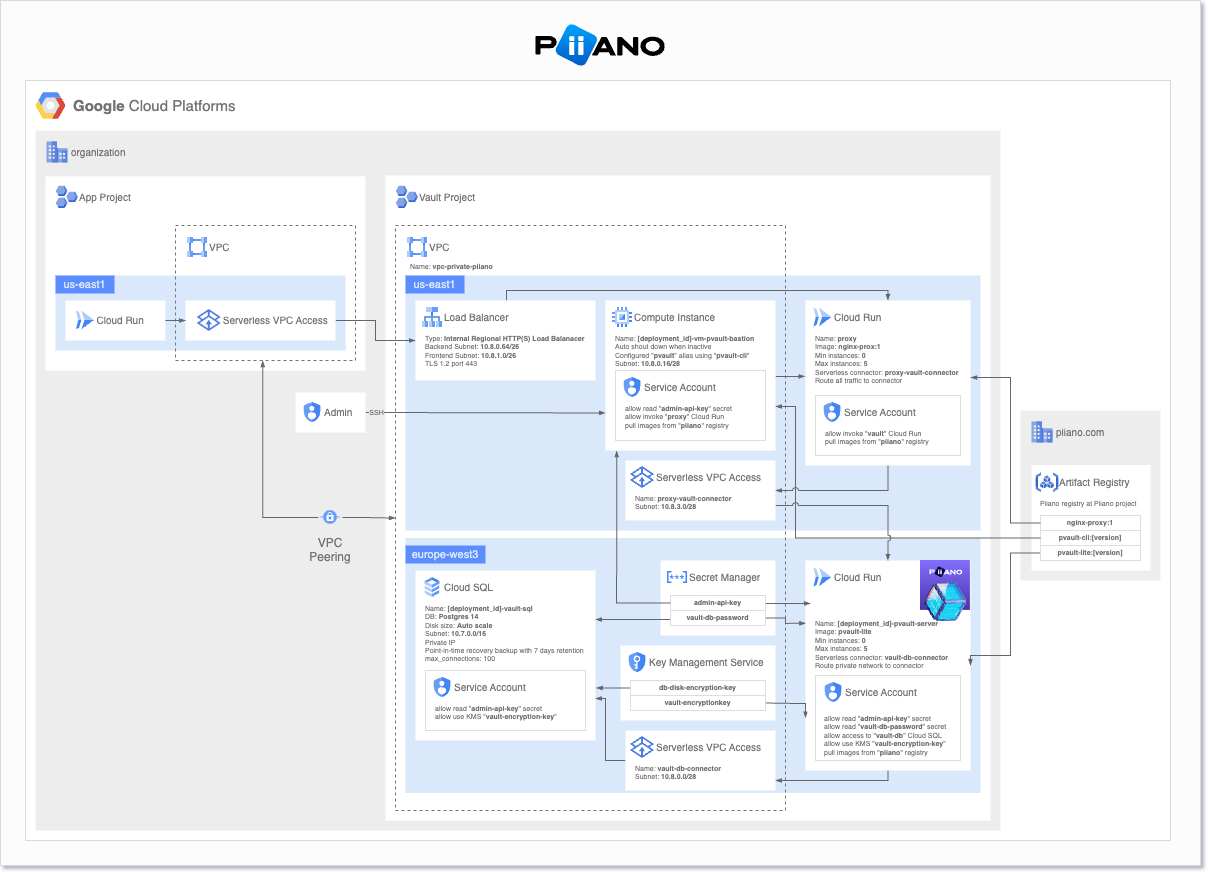 PiiANO
Google Cloud Platforms
organization
App Project
VPC
us-east1
Cloud Run
Serverless VPC Access
Vault Project
VPC
Name: vpc-private-piiano
us-east1
Load Balancer
Type: Internal Regional HTTP(S) Load Balanacer
Backend Subnet: 10.8.0.64/26
Frontend Subnet: 10.8.1.0/26
TLS 1.2 port 443
Compute Instance
Name: [deployment_id]-vm-pvault-bastion
Auto shut down when inactive
Configured "pvault" alias using "pvault-cli"
Subnet: 10.8.0.16/28
Service Account
allow read "admin-api-key" secret
allow invoke "proxy" Cloud Run
pull images from "piiano" registry
Cloud Run
Name: proxy
Image: nginx-prox:1
Min instances: 0
Max instances: 5
Serverless connector: proxy-vault-connector
Route all traffic to connector
Service Account
allow invoke "vault" Cloud Run
pull images from "piiano" registry
Admin
SSH
Serverless VPC Access
Name: proxy-vault-connector
Subnet: 10.8.3.0/28
VPC
Peering
piiano.com
Artifact Registry
Piiano registry at Piiano project
nginx-proxy:1
pvault-cli:[version]
pvault-lite:[version]
europe-west3
Cloud SQL
Name: [deployment_id]-vault-sql
DB: Postgres 14
Disk size: Auto scale
Subnet: 10.7.0.0/16
Private IP
Point-in-time recovery backup with 7 days retention
max_connections: 100
Service Account
allow read "admin-api-key" secret
allow use KMS "vault-encryption-key"
Secret Manager
admin-api-key
vault-db-password
Key Management Service
db-disk-encryption-key
vault-encryptionkey
Serverless VPC Access
Name: vault-db-connector
Subnet: 10.8.0.0/28
Cloud Run
PiiANO
Name: [deployment_id]-pvault-server
Image: pvault-lite
Min instances: 0
Max instances: 5
Serverless connector: vault-db-connector
Route private network to connector
Service Account
allow read "admin-api-key" secret
allow read "vault-db-password" secret
allow access to "vault-db" Cloud SQL
allow use KMS "vault-encryption-key"
pull images from "piiano" registry